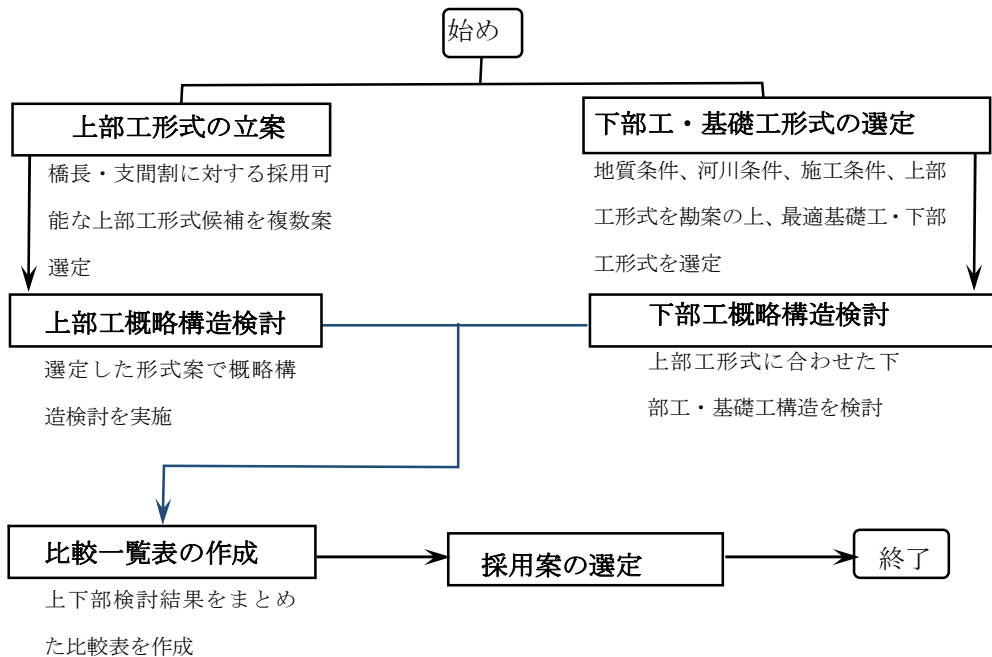 始め
上部工形式の立案
橋長・支間割に対する採用可
能な上部工形式候補を複数案
選定
下部工・基礎工形式の選定
地質条件、河川条件、施工条件、上部
工形式を勘案の上、最適基礎工・下部
工形式を選定
上部工概略構造検討
選定した形式案で概略構
造検討を実施
下部工概略構造検討
上部工形式に合わせた下
部工・基礎工構造を検討
比較一覧表の作成
上下部検討結果をまとめ
た比較表を作成
採用案の選定
終了